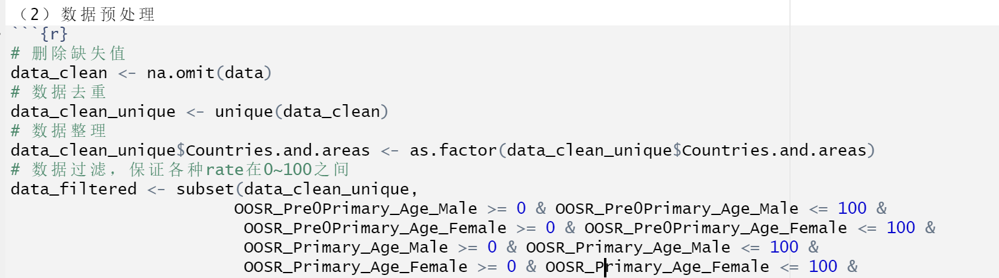 （2）数据预处理
```{r}
# 删除缺失值
data_clean <- na.omit(data)
# 数据去重
data_clean_unique <- unique(data_clean)
# 数据整理
data_clean_unique$Countries.and.areas <- as.factor(data_clean_unique$Countries.and.areas)
# 数据过滤，保证各种rate在0~100之间
data_filtered <- subset(data_clean_unique,
OOSR_Pre0Primary_Age_Male >= 0 & OOSR_Pre0Primary_Age_Male <= 100 &
OOSR_Pre0Primary_Age_Female >= 0 & OOSR_Pre0Primary_Age_Female <= 100 &
OOSR_Primary_Age_Male >= 0 & OOSR_Primary_Age_Male <= 100 &
OOSR_Primary_Age_Female >= 0 & OOSR_Primary_Age_Female <= 100 &